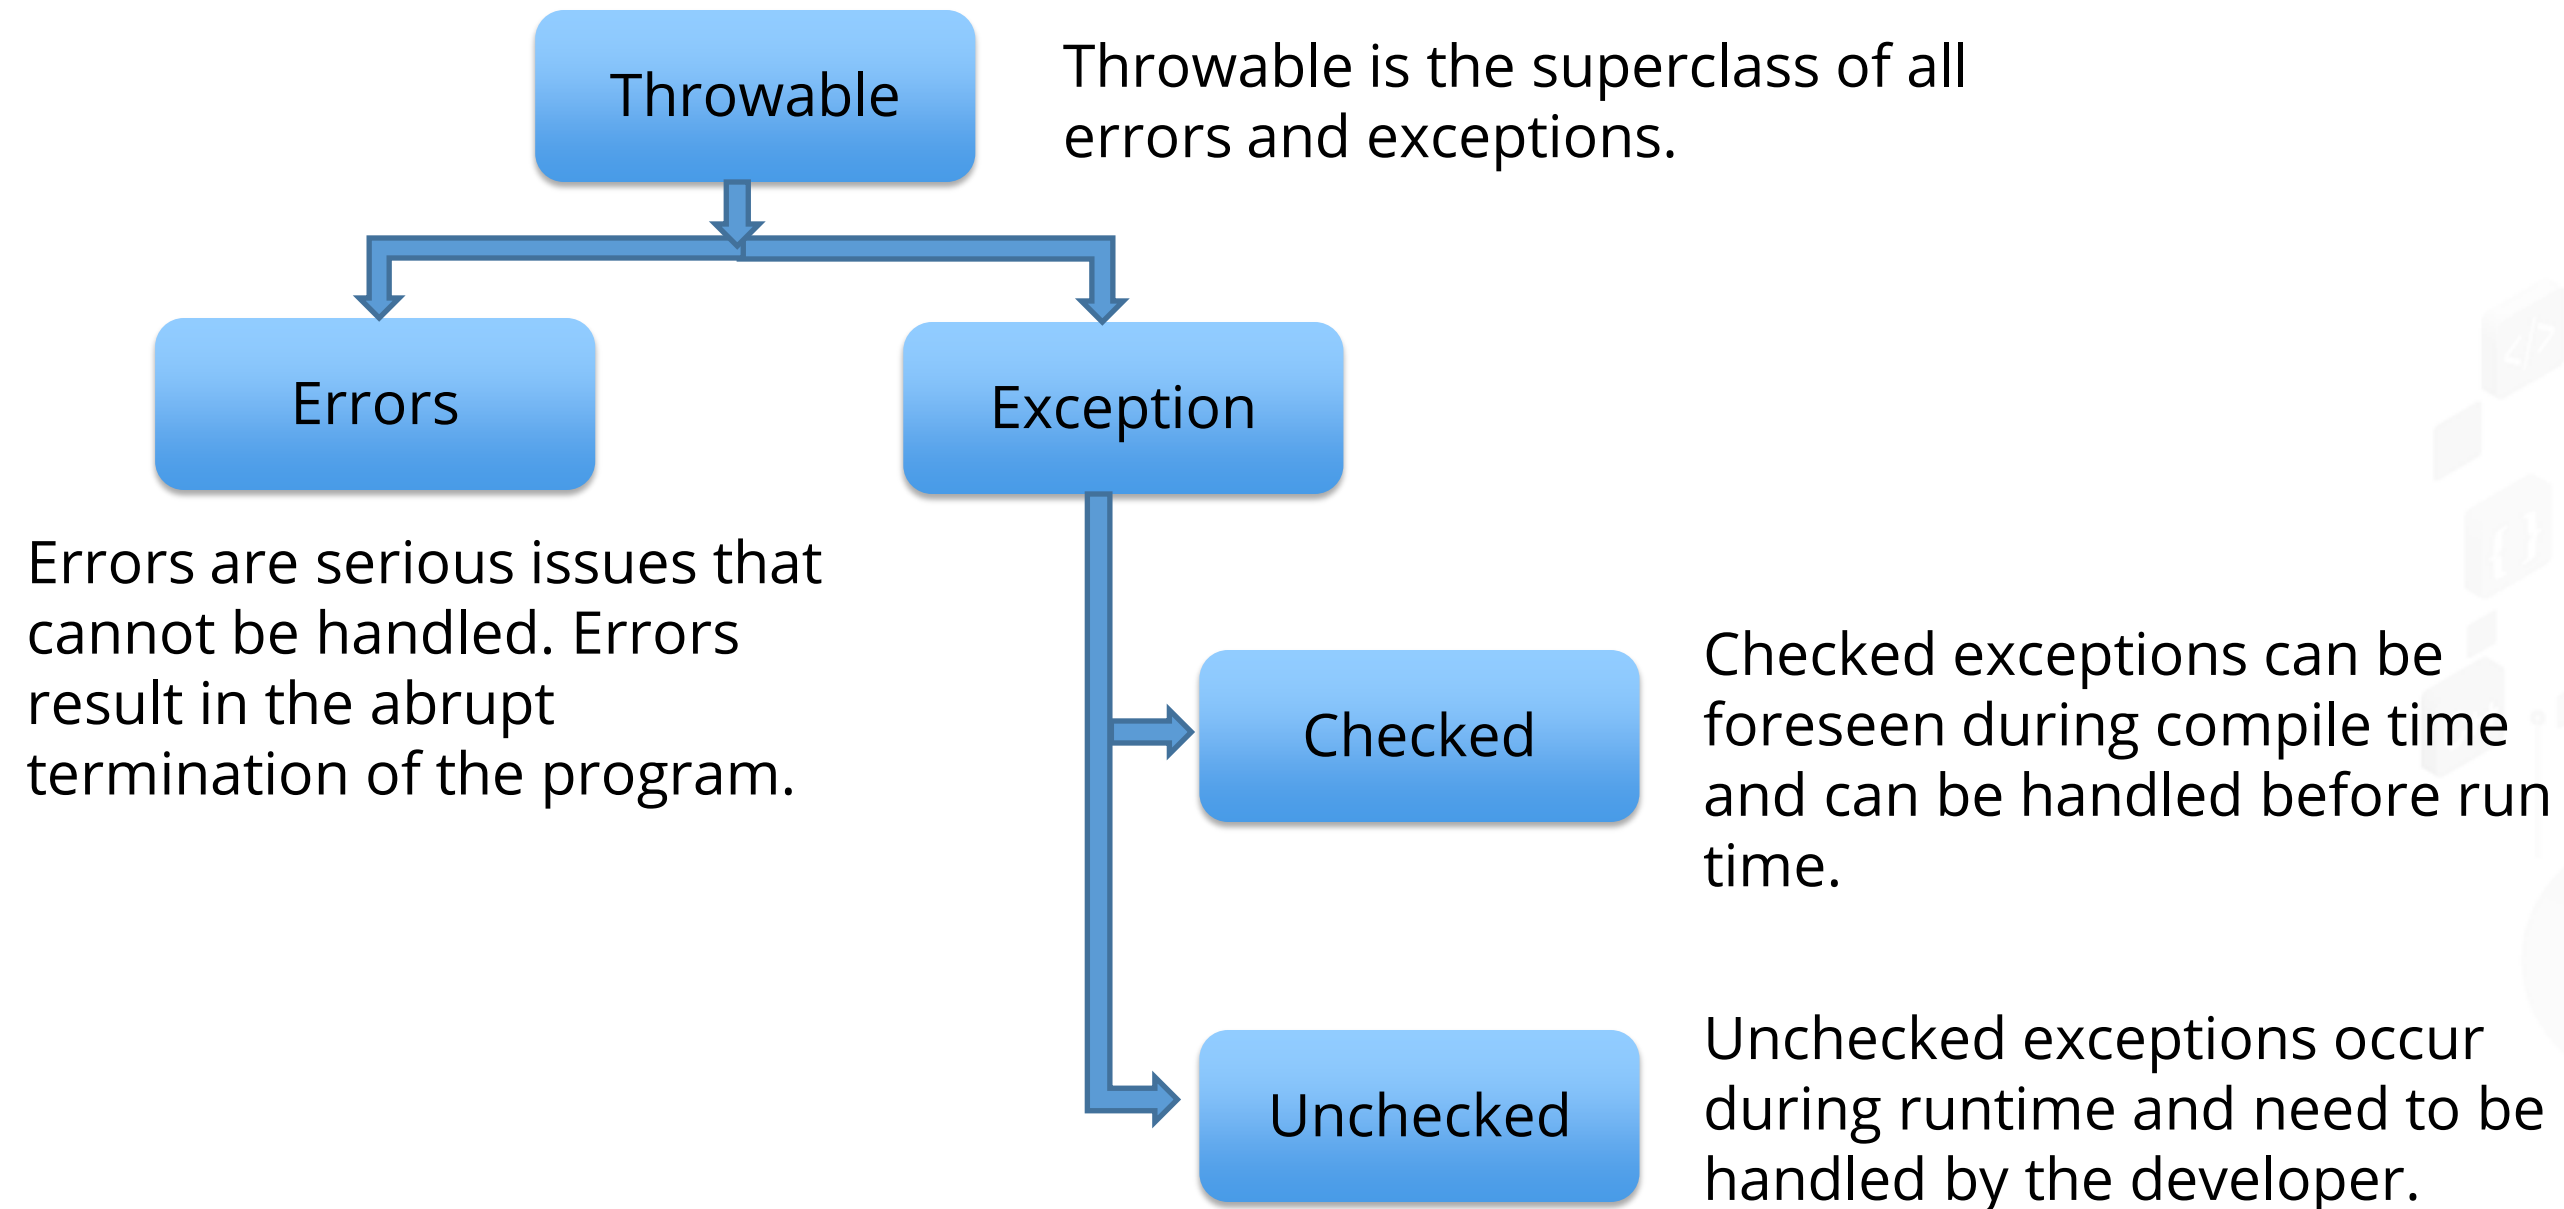 Throwable
Throwable is the superclass of all
errors and exceptions.
Errors
Exception
Errors are serious issues that
cannot be handled. Errors
result in the abrupt
termination of the program.
Checked
Checked exceptions can be
foreseen during compile time
and can be handled before run
time.
Unchecked
Unchecked exceptions occur
during runtime and need to be
handled by the developer.